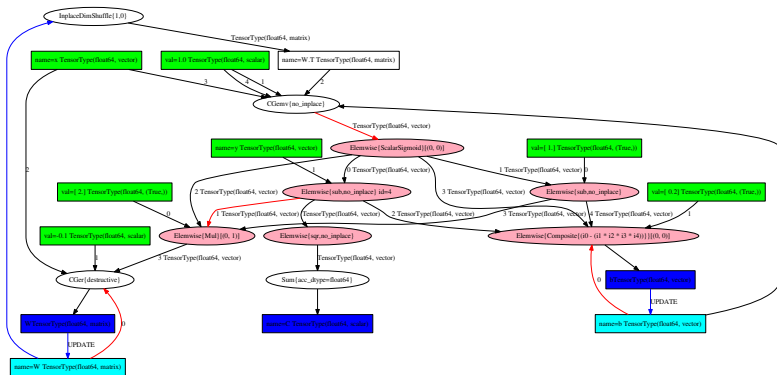 InplaceDimShuffle{1,0}
TensorType(float64, matrix)
name=x TensorType(float64, vector)
val=1.0 TensorType(float64, scalar)
name=W.T TensorType(float64, matrix)
3
4
1
2
CGemv{no_inplace}
TensorType(float64, vector)
name=y TensorType(float64, vector)
Elemwise{ScalarSigmoid}[(0, 0)]
val=[ 1.] TensorType(float64, (True,))
2
1
0 TensorType(float64, vector)
1 TensorType(float64, vector)
0
val=[ 2.] TensorType(float64, (True,))
2 TensorType(float64, vector)
Elemwise{sub,no_inplace} id=4
3 TensorType(float64, vector)
Elemwise{sub,no_inplace}
val=[ 0.2] TensorType(float64, (True,))
0
1 TensorType(float64, vector)
TensorType(float64, vector)
2 TensorType(float64, vector)
3 TensorType(float64, vector)
4 TensorType(float64, vector)
1
val=-0.1 TensorType(float64, scalar)
Elemwise{Mul}[(0, 1)]
Elemwise{sqr,no_inplace}
Elemwise{Composite{(i0 - (i1 * i2 * i3 * i4))}}[(0, 0)]
1
3 TensorType(float64, vector)
CGer{destructive}
Sum{acc_dtype=float64}
0
UPDATE
0
UPDATE
name=b TensorType(float64, vector)
name=W TensorType(float64, matrix)